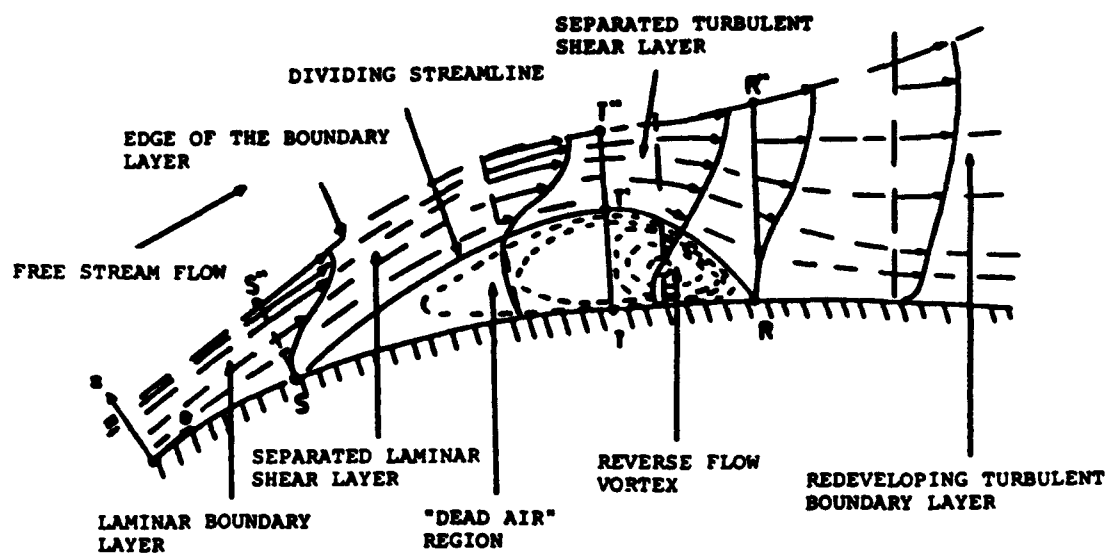 SEPARATED TURBULENT
SHEAR LAYER
DIVIDING STREAMLINE
EDGE OF THE BOUNDARY
LAYER
FREE STREAM FLOW
S"
T"
R"
T'
S
T
R
SEPARATED LAMINAR
SHEAR LAYER
REVERSE FLOW
VORTEX
REDEVELOPING TURBULENT
BOUNDARY LAYER
LAMINAR BOUNDARY
LAYER
"DEAD AIR"
REGION